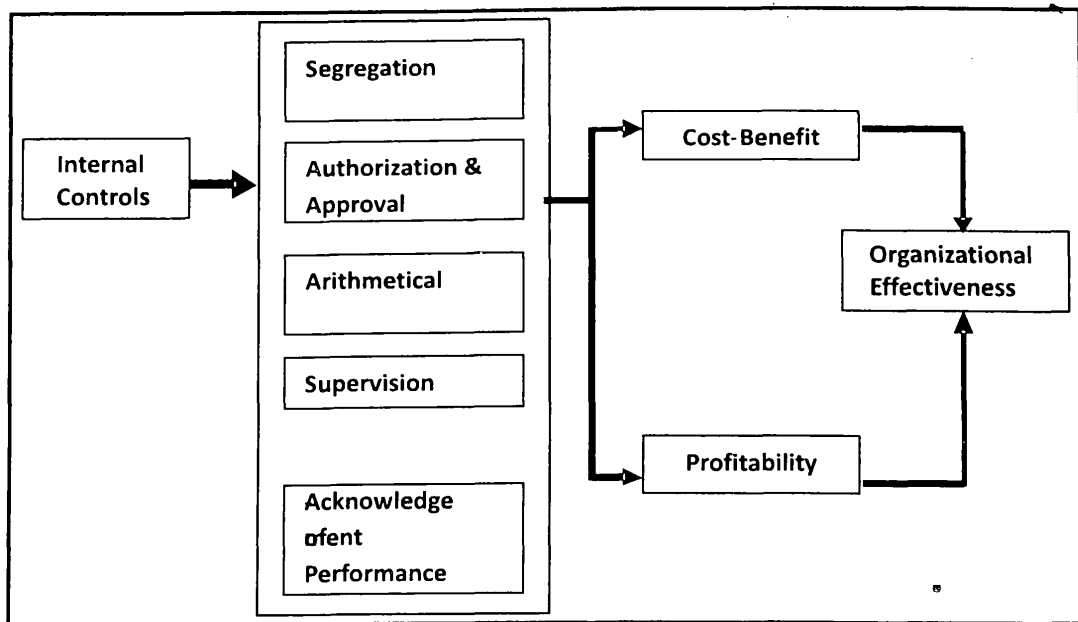 Internal
Controls
Segregation
Authorization &
Approval
Arithmetical
Supervision
Acknowledge
ofent
Performance
Cost-Benefit
Profitability
Organizational
Effectiveness